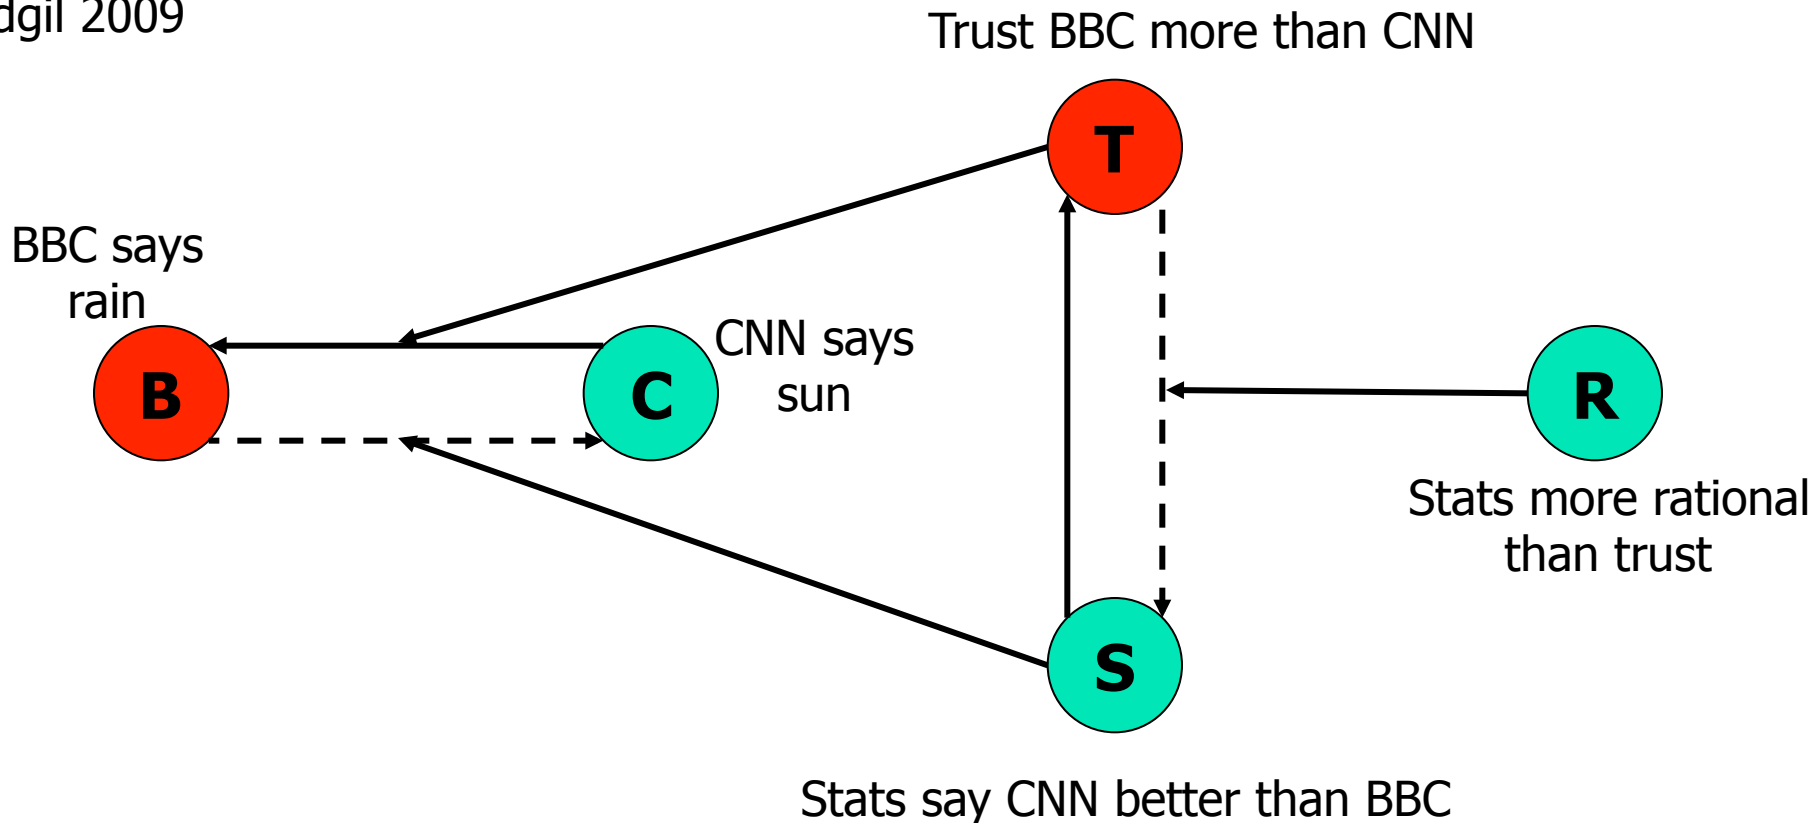 2009
Trust BBC more than CNN
T
BBC says
rain
CNN says
sun
B
C
R
Stats more rational
than trust
S
Stats say CNN better than BBC